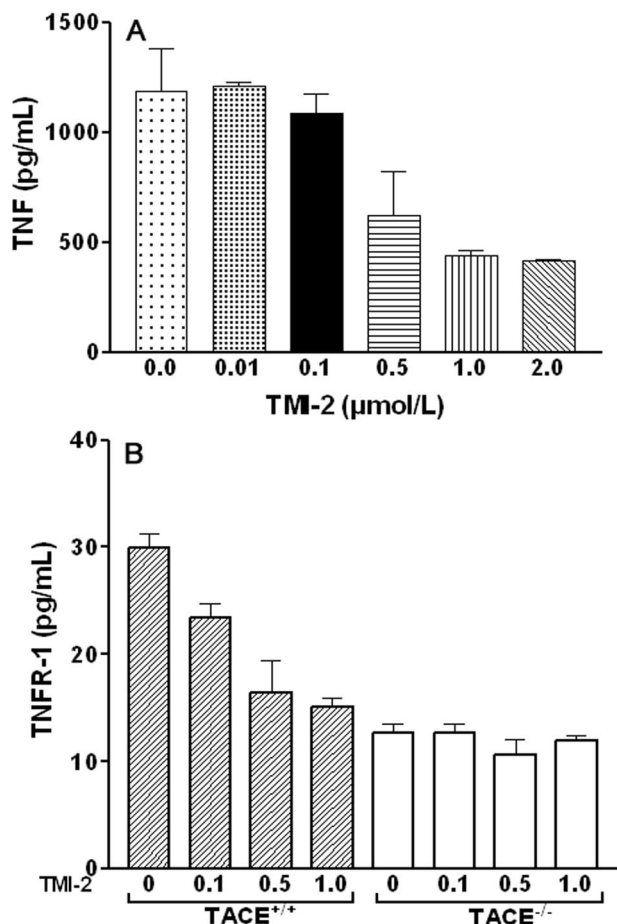 A
1500
1000
500
0
TNF (pg/mL)
0.0 0.01 0.1 0.5 1.0 2.0
TMI-2 (µmol/L)
B
40
30
20
10
0
TNFR-1 (pg/mL)
TMI-2 0 0.1 0.5 1.0 0 0.1 0.5 1.0
TACE+/+ TACE-/-